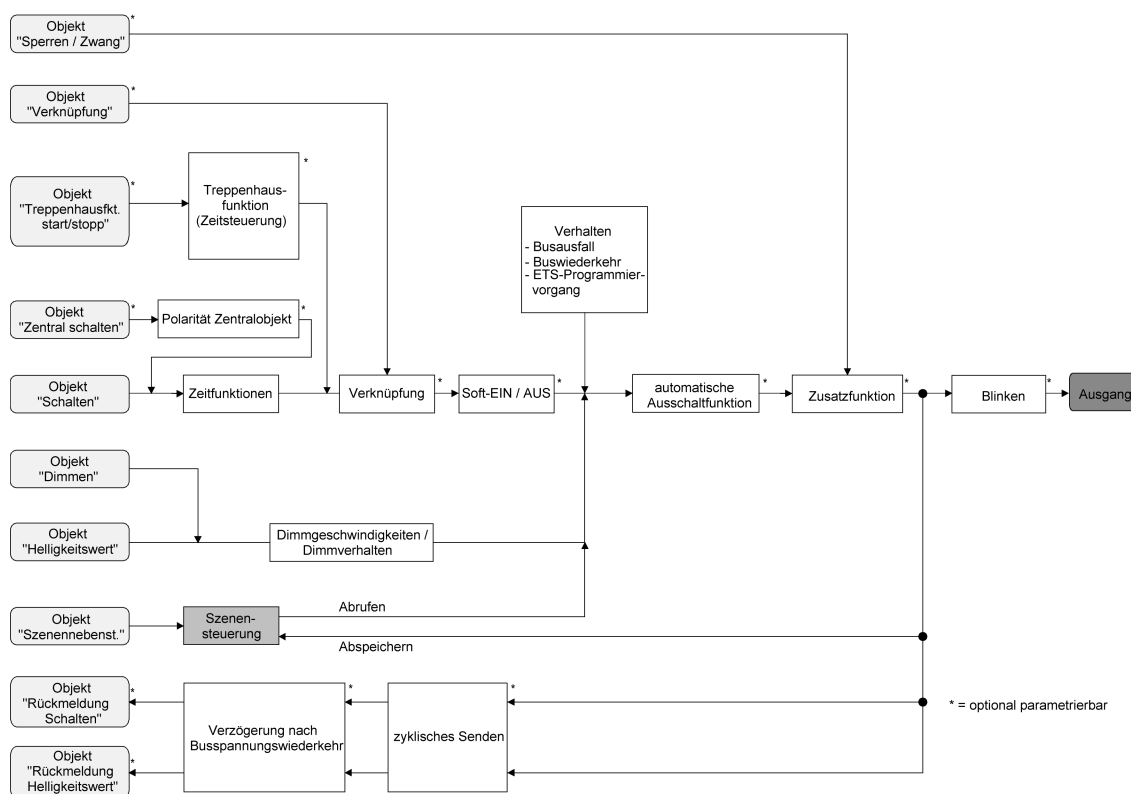 Objekt
"Sperren / Zwang"
*
Objekt
"Verknüpfung"
*
Objekt
"Treppenhausfkt.
start/stopp"
*
Treppenhaus-
funktion
(Zeitsteuerung)
*
Verhalten
- Busausfall
- Buswiederkehr
- ETS-Programmier-
vorgang
Objekt
"Zentral schalten"
*
Polarität Zentralobjekt
*
Objekt
"Schalten"
Zeitfunktionen
Verknüpfung
*
Soft-EIN / AUS
*
automatische
Ausschaltfunktion
*
Zusatzfunktion
*
Blinken
*
Ausgang
Objekt
"Dimmen"
Objekt
"Helligkeitswert"
Dimmgeschwindigkeiten /
Dimmverhalten
Objekt
"Szenennebenst."
Szenen-
steuerung
Abrufen
Abspeichern
Objekt
"Rückmeldung
Schalten"
*
Verzögerung nach
Busspannungswiederkehr
*
zyklisches Senden
*
* = optional parametrierbar
Objekt
"Rückmeldung
Helligkeitswert"
*